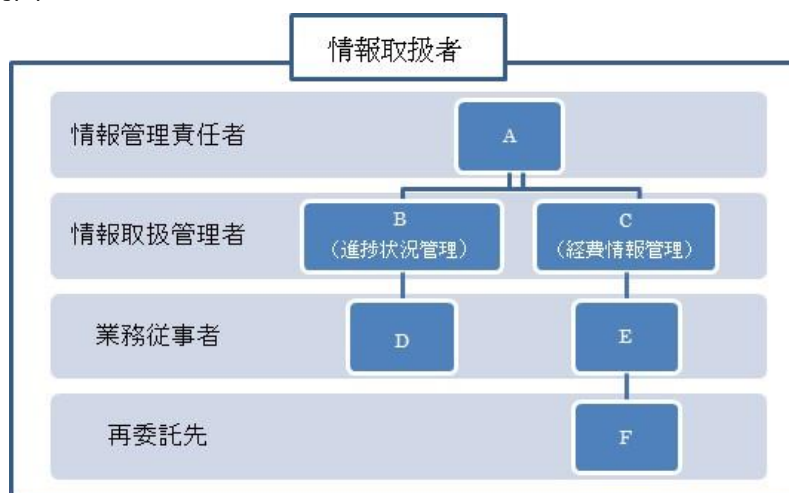 情報取扱者
情報管理責任者
A
情報取扱管理者
B
（進捗状況管理）
C
（経費情報管理）
業務従事者
D
E
再委託先
F